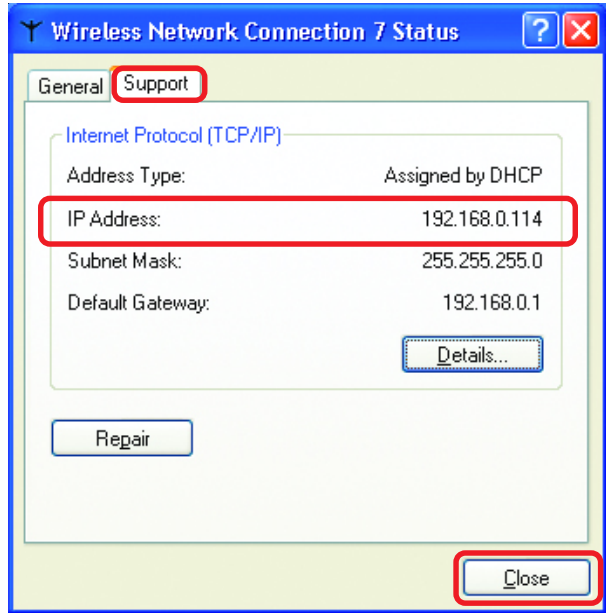 Wireless Network Connection 7 Status
General Support
Internet Protocol (TCP/IP)
Address Type: Assigned by DHCP
IP Address: 192.168.0.114
Subnet Mask: 255.255.255.0
Default Gateway: 192.168.0.1
Details...
Repair
Close